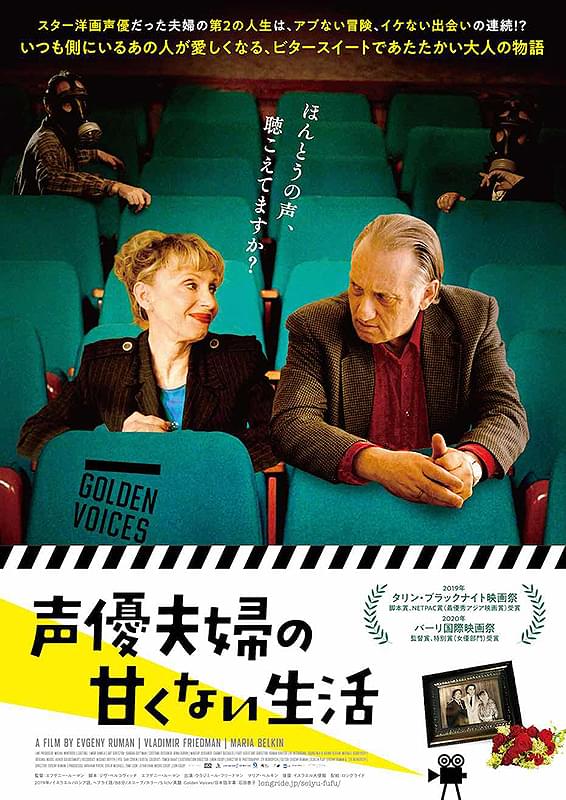 スター洋画声優だった夫婦の第2の人生は、アブない冒険、イケない出会いの連続!?
いつも側にいるあの人が愛しくなる、ビタースイートであたたかい大人の物語
ほんとうの声、
聴こえてますか?
GOLDEN
VOICES
声優夫婦の
甘くない生活
2019年
タリン・ブラックナイト映画祭
脚本賞、NETPAC賞(最優秀アジア映画賞)受賞
2020年
バーリ国際映画祭
監督賞、特別賞(女優部門)受賞
A FILM BY EVGENY RUMAN | VLADIMIR FRIEDMAN | MARIA BELKIN
longride.jp/seiyu-fufu/